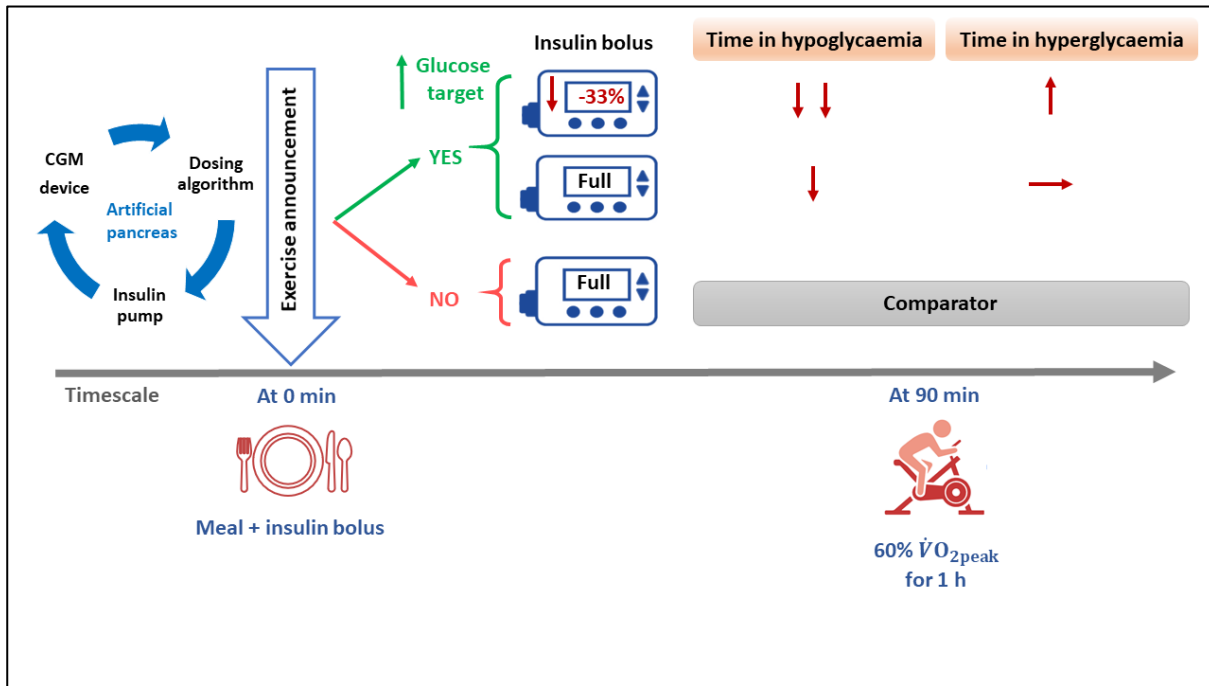 Insulin bolus
Time in hypoglycaemia
Time in hyperglycaemia
Glucose
target
-33%
CGM
device
Dosing
algorithm
Artificial
pancreas
Insulin
pump
Exercise announcement
YES
Full
NO
Full
Comparator
Timescale
At 0 min
At 90 min
Meal + insulin bolus
60% V̇O₂peak
for 1 h